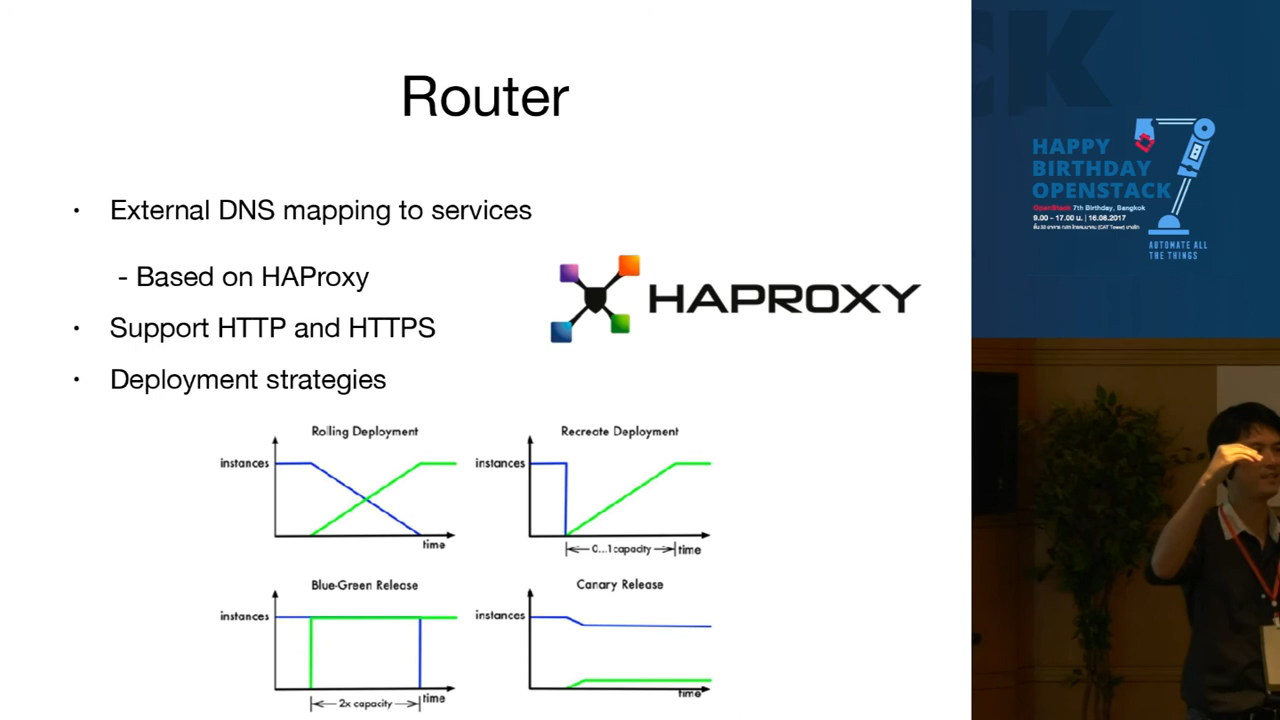 Router
• External DNS mapping to services
- Based on HAProxy
• Support HTTP and HTTPS
• Deployment strategies
HAPROXY
Rolling Deployment
instances
time
Recreate Deployment
instances
0...1capacity
time
Blue-Green Release
instances
2x capacity
time
Canary Release
instances
time
CK
HAPPY
BIRTHDAY
OPENSTACK
OpenStack 7th Birthday, Bangkok
9.00 - 17.00 น. | 16.08.2017
AUTOMATE ALL
THE THINGS